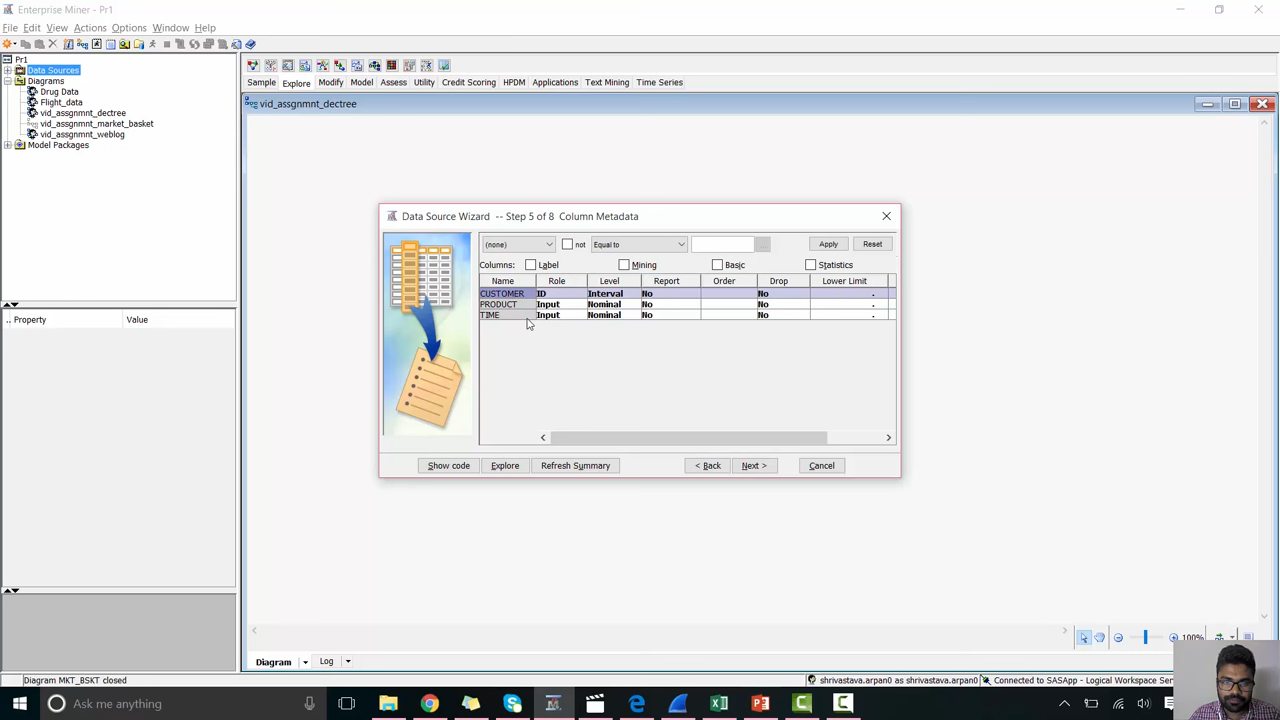 Enterprise Miner - Pr1
File Edit View Actions Options Window Help
Pr1
Data Sources
Diagrams
Drug Data
Flight_data
vid_assgnmnt_dectree
vid_assgnmnt_market_basket
vid_assgnmnt_weblog
Model Packages
.. Property Value
Sample Explore Modify Model Assess Utility Credit Scoring HPDM Applications Text Mining Time Series
vid_assgnmnt_dectree
Data Source Wizard -- Step 5 of 8 Column Metadata
(none) not Equal to ... Apply Reset
Columns: Label Mining Basic Statistics
Name Role Level Report Order Drop Lower Limit
CUSTOMER ID Interval No No .
PRODUCT Input Nominal No No .
TIME Input Nominal No No .
Show code Explore Refresh Summary < Back Next > Cancel
100%
Diagram Log
Diagram MKT_BSKT closed
shrivastava.arpan0 as shrivastava.arpan0 Connected to SASApp - Logical Workspace Ser
Ask me anything